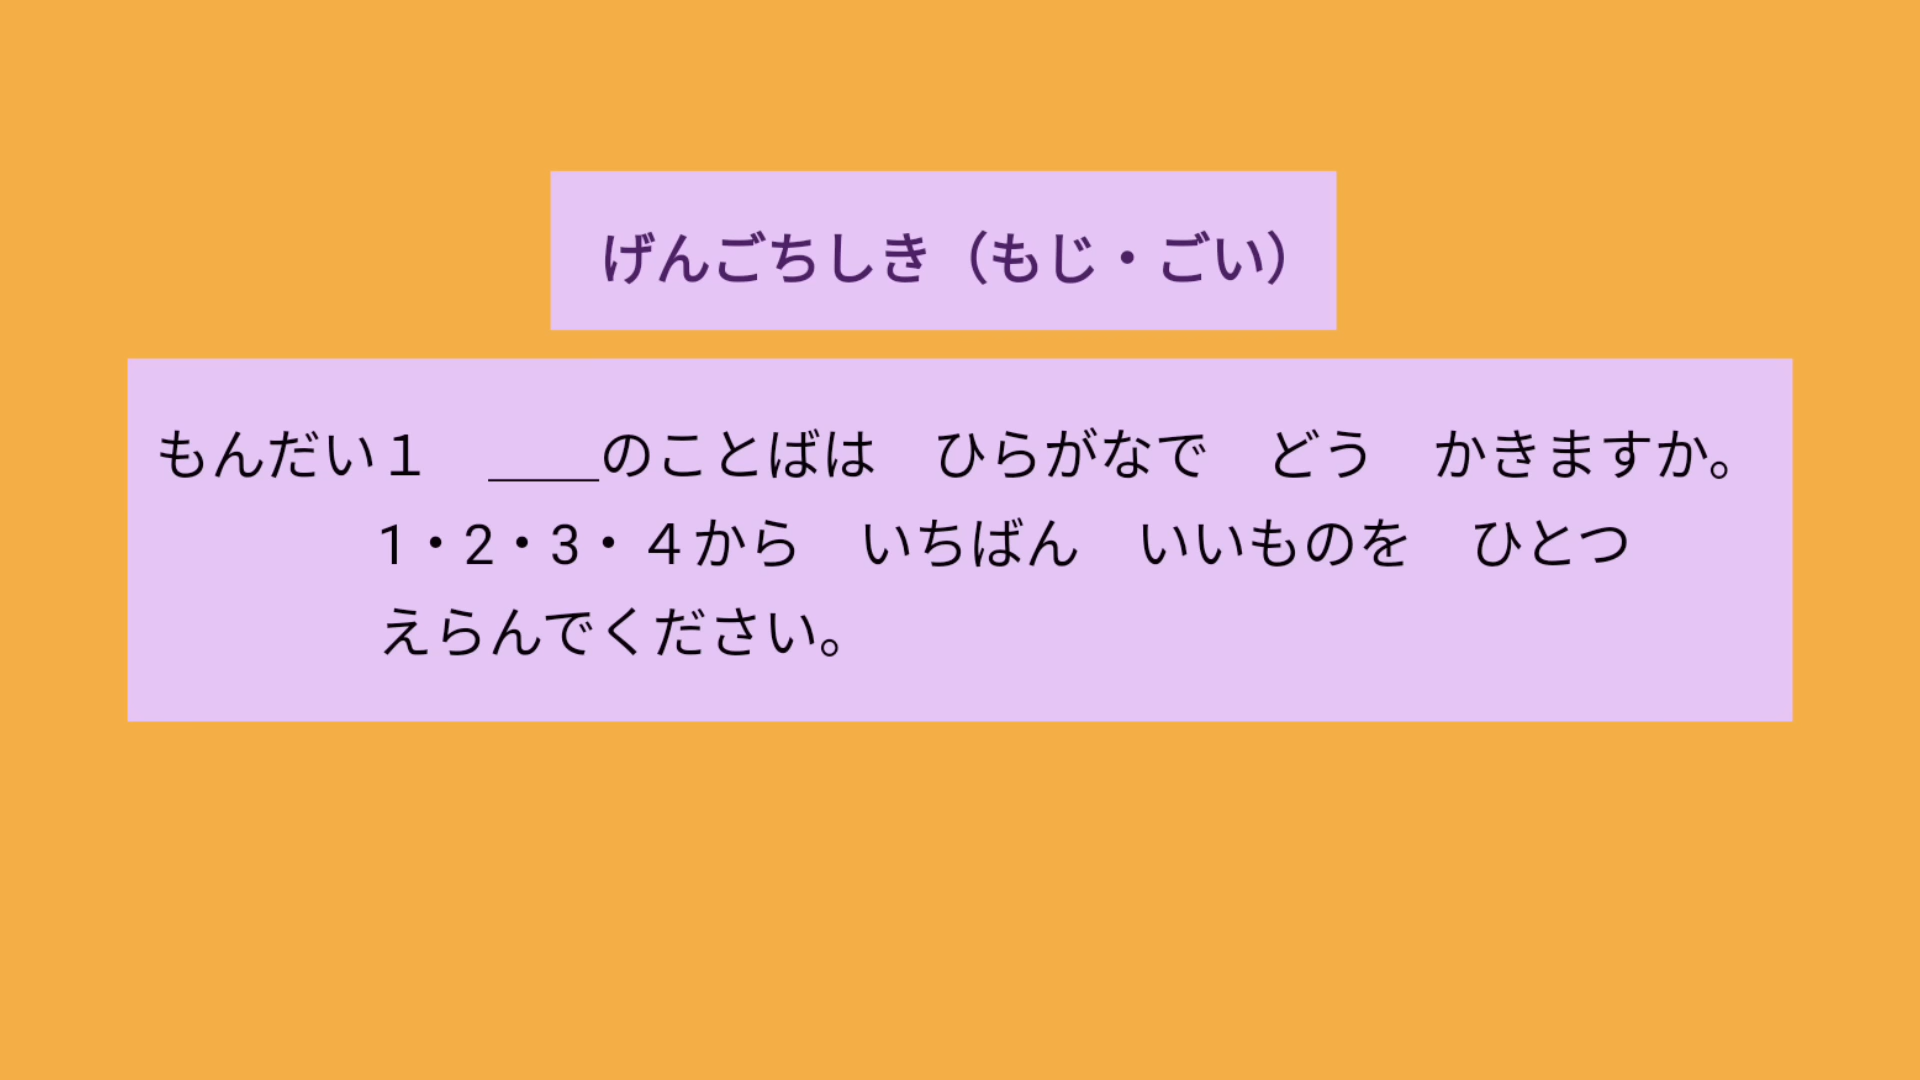 げんごちしき（もじ・ごい）
もんだい１　____のことばは　ひらがなで　どう　かきますか。
1・2・3・４から　いちばん　いいものを　ひとつ
えらんでください。